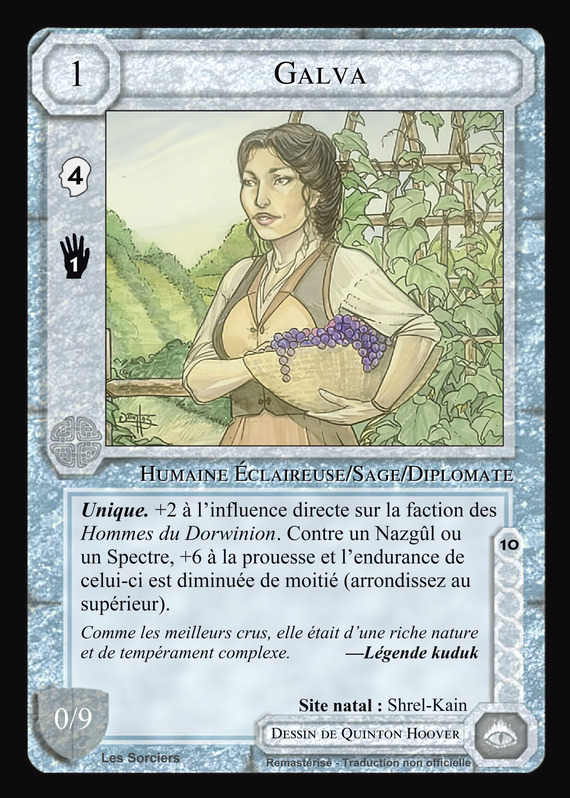 1
Galva
4
1
Humaine Éclaireuse/Sage/Diplomate
Unique. +2 à l'influence directe sur la faction des
Hommes du Dorwinion. Contre un Nazgûl ou
un Spectre, +6 à la prouesse et l'endurance de
celui-ci est diminuée de moitié (arrondissez au
supérieur).
10
Comme les meilleurs crus, elle était d'une riche nature
et de tempérament complexe. —Légende kuduk
Site natal : Shrel-Kain
0/9
Dessin de Quinton Hoover
Les Sorciers
Remastérisé - Traduction non officielle